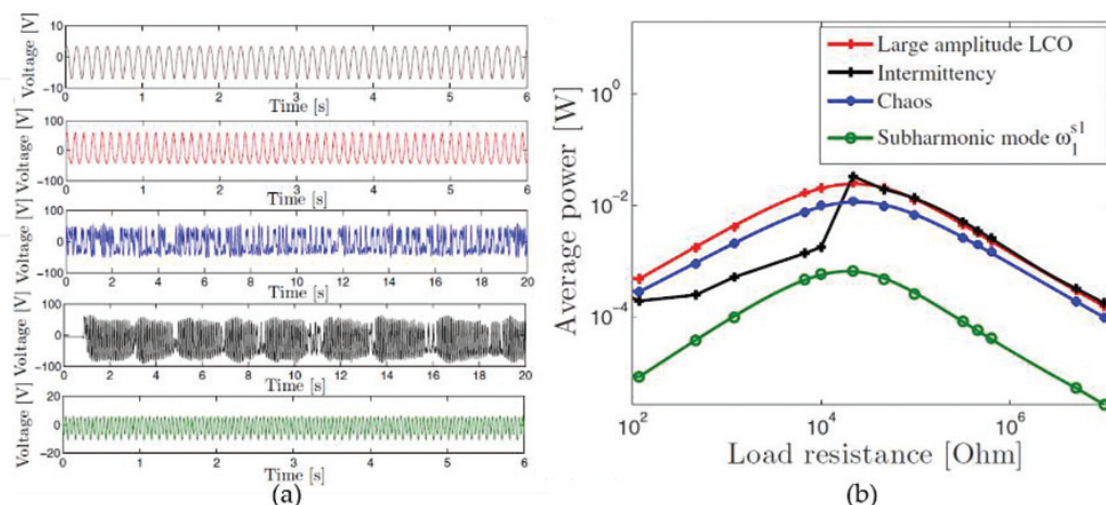 Voltage [V]
10
0
-10
0 1 2 3 4 5 6
Time [s]
Voltage [V]
100
0
-100
0 1 2 3 4 5 6
Time [s]
Voltage [V]
100
0
-100
0 2 4 6 8 10 12 14 16 18 20
Time [s]
Voltage [V]
100
0
-100
0 2 4 6 8 10 12 14 16 18 20
Time [s]
Voltage [V]
20
0
-20
0 1 2 3 4 5 6
Time [s]
(a)
Large amplitude LCO
Intermittency
Chaos
Subharmonic mode ω₁ˢ¹
Average power [W]
10⁰
10⁻²
10⁻⁴
10² 10⁴ 10⁶
Load resistance [Ohm]
(b)